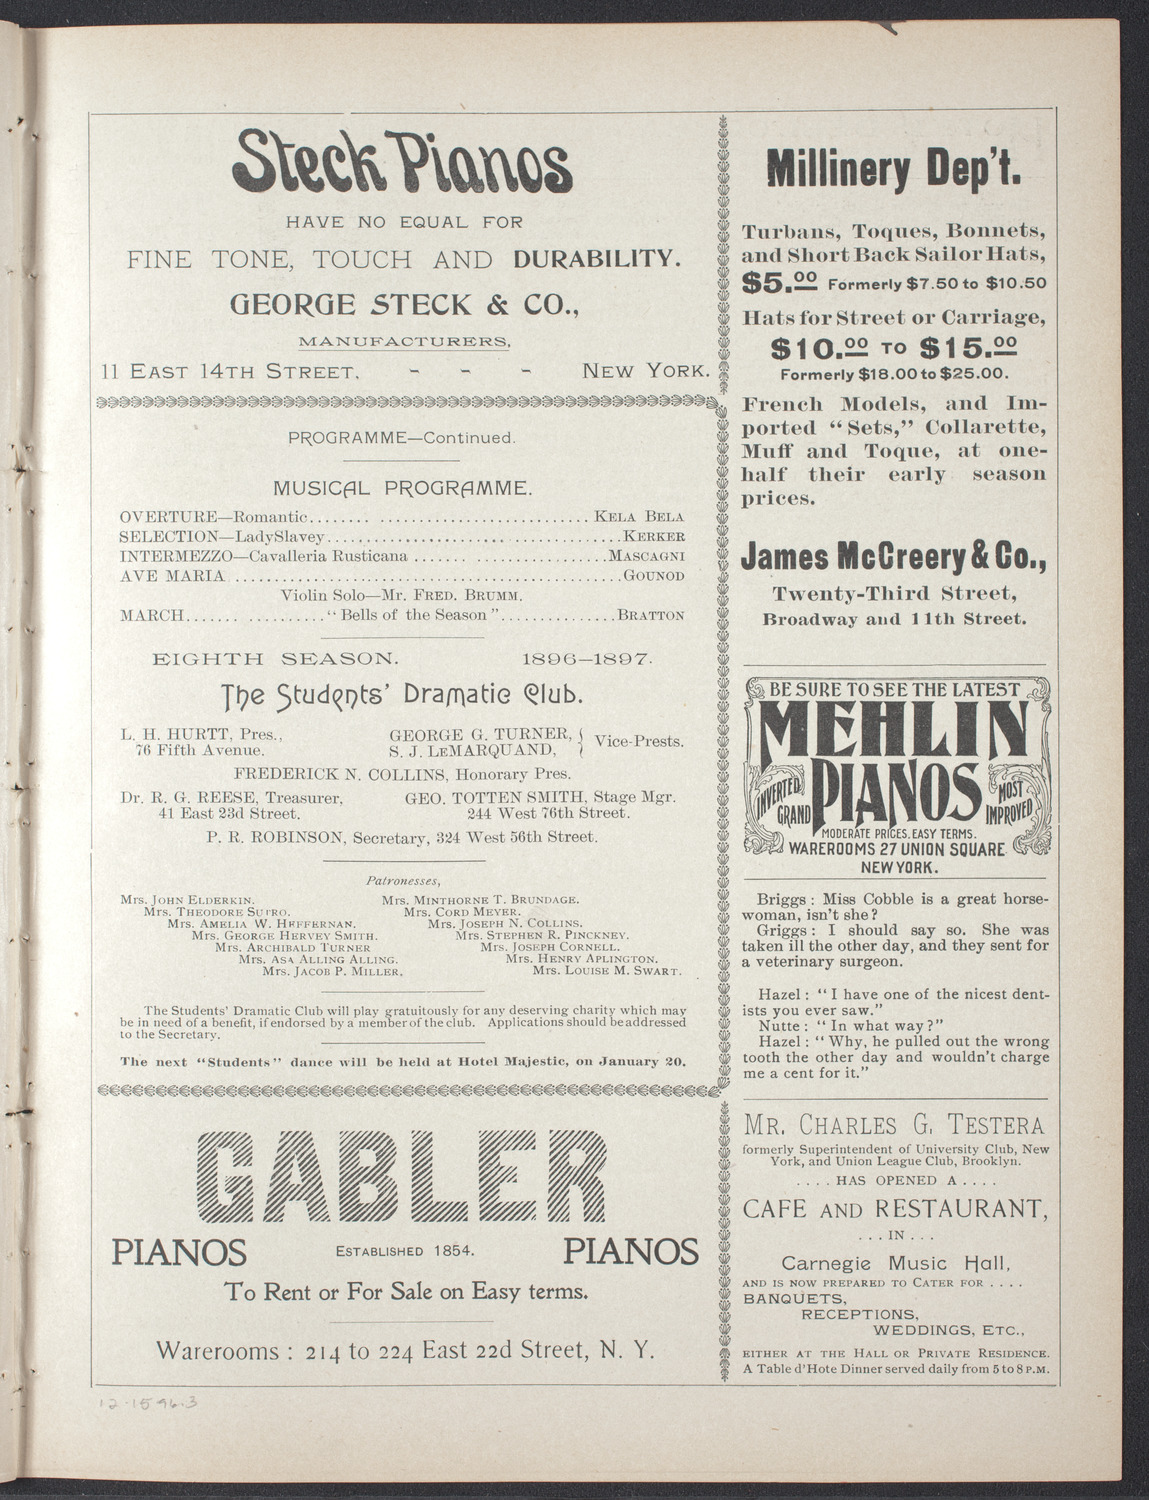 Steck Pianos
HAVE NO EQUAL FOR
FINE TONE, TOUCH AND DURABILITY.
GEORGE STECK & CO.,
MANUFACTURERS,
11 EAST 14TH STREET, - - - NEW YORK.
PROGRAMME—Continued.
MUSICAL PROGRAMME.
OVERTURE—Romantic........ ........................... KELA BELA
SELECTION—LadySlavey......................................KERKER
INTERMEZZO—Cavalleria Rusticana ....... ...................MASCAGNI
AVE MARIA ..................................................GOUNOD
Violin Solo—Mr. FRED. BRUMM.
MARCH....... .........." Bells of the Season "...............BRATTON
EIGHTH SEASON. 1896–1897.
The Students' Dramatic Club.
L. H. HURTT, Pres.,
76 Fifth Avenue.
GEORGE G. TURNER,
S. J. LEMARQUAND, } Vice-Prests.
FREDERICK N. COLLINS, Honorary Pres.
Dr. R. G. REESE, Treasurer,
41 East 23d Street.
GEO. TOTTEN SMITH, Stage Mgr.
244 West 76th Street.
P. R. ROBINSON, Secretary, 324 West 56th Street.
Patronesses,
MRS. JOHN ELDERKIN.
MRS. THEODORE SUTRO.
MRS. AMELIA W. HEFFERNAN.
MRS. GEORGE HERVEY SMITH.
MRS. ARCHIBALD TURNER
MRS. ASA ALLING ALLING.
MRS. JACOB P. MILLER,
MRS. MINTHORNE T. BRUNDAGE.
MRS. CORD MEYER.
MRS. JOSEPH N. COLLINS.
MRS. STEPHEN R. PINCKNEY.
MRS. JOSEPH CORNELL.
MRS. HENRY APLINGTON.
MRS. LOUISE M. SWART.
The Students' Dramatic Club will play gratuitously for any deserving charity which may
be in need of a benefit, if endorsed by a member of the club. Applications should be addressed
to the Secretary.
The next "Students" dance will be held at Hotel Majestic, on January 20.
GABLER
PIANOS ESTABLISHED 1854. PIANOS
To Rent or For Sale on Easy terms.
Warerooms : 214 to 224 East 22d Street, N. Y.
12-15 96.3
Millinery Dep't.
Turbans, Toques, Bonnets,
and Short Back Sailor Hats,
$5.00 Formerly $7.50 to $10.50
Hats for Street or Carriage,
$10.00 TO $15.00
Formerly $18.00 to $25.00.
French Models, and Im-
ported "Sets," Collarette,
Muff and Toque, at one-
half their early season
prices.
James McCreery & Co.,
Twenty-Third Street,
Broadway and 11th Street.
BE SURE TO SEE THE LATEST
MEHLIN
PIANOS
INVERTED
GRAND
MOST
IMPROVED
MODERATE PRICES. EASY TERMS.
WAREROOMS 27 UNION SQUARE
NEW YORK.
Briggs : Miss Cobble is a great horse-
woman, isn't she?
Griggs : I should say so. She was
taken ill the other day, and they sent for
a veterinary surgeon.
Hazel : "I have one of the nicest dent-
ists you ever saw."
Nutte : "In what way?"
Hazel : "Why, he pulled out the wrong
tooth the other day and wouldn't charge
me a cent for it."
MR. CHARLES G. TESTERA
formerly Superintendent of University Club, New
York, and Union League Club, Brooklyn.
....HAS OPENED A....
CAFE AND RESTAURANT,
...IN...
Carnegie Music Hall,
AND IS NOW PREPARED TO CATER FOR ....
BANQUETS,
RECEPTIONS,
WEDDINGS, ETC.,
EITHER AT THE HALL OR PRIVATE RESIDENCE.
A Table d'Hote Dinner served daily from 5 to 8 P.M.